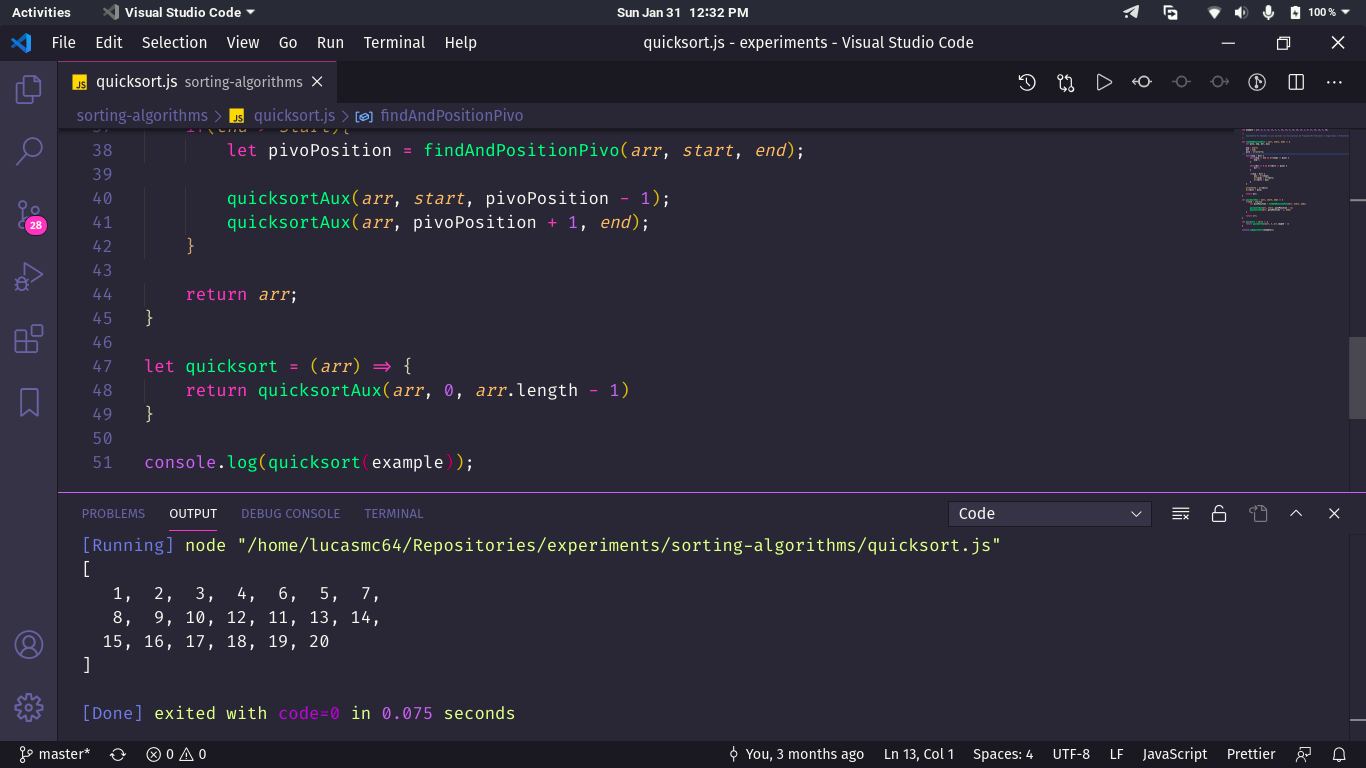 Activities Visual Studio Code Sun Jan 31 12:32 PM 100 %
File Edit Selection View Go Run Terminal Help quicksort.js - experiments - Visual Studio Code
JS quicksort.js sorting-algorithms
sorting-algorithms > JS quicksort.js > findAndPositionPivo
37 if(end > start){
38 let pivoPosition = findAndPositionPivo(arr, start, end);
39
40 quicksortAux(arr, start, pivoPosition - 1);
28
41 quicksortAux(arr, pivoPosition + 1, end);
42 }
43
44 return arr;
45 }
46
47 let quicksort = (arr) => {
48 return quicksortAux(arr, 0, arr.length - 1)
49 }
50
51 console.log(quicksort(example));
PROBLEMS OUTPUT DEBUG CONSOLE TERMINAL Code
[Running] node "/home/lucasmc64/Repositories/experiments/sorting-algorithms/quicksort.js"
[
1, 2, 3, 4, 6, 5, 7,
8, 9, 10, 12, 11, 13, 14,
15, 16, 17, 18, 19, 20
]
[Done] exited with code=0 in 0.075 seconds
master* 0 0 You, 3 months ago Ln 13, Col 1 Spaces: 4 UTF-8 LF JavaScript Prettier